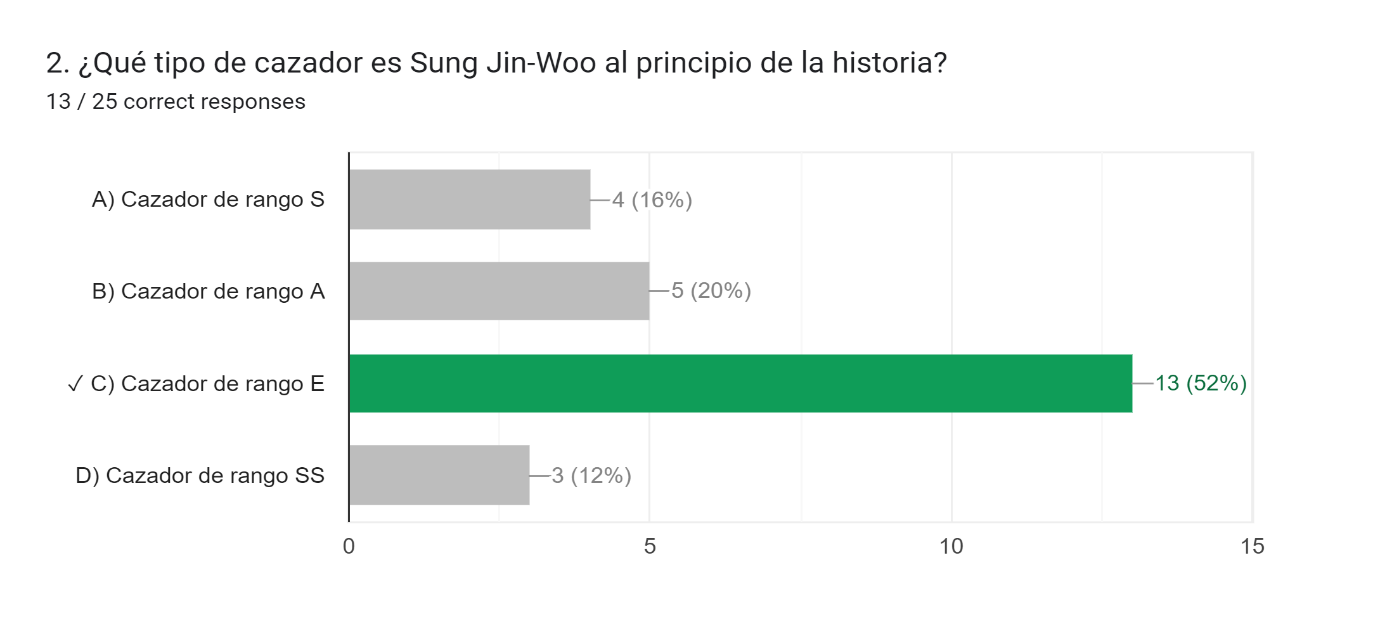 2. ¿Qué tipo de cazador es Sung Jin-Woo al principio de la historia?
13 / 25 correct responses
A) Cazador de rango S
4 (16%)
B) Cazador de rango A
5 (20%)
✓ C) Cazador de rango E
13 (52%)
D) Cazador de rango SS
3 (12%)
0 5 10 15